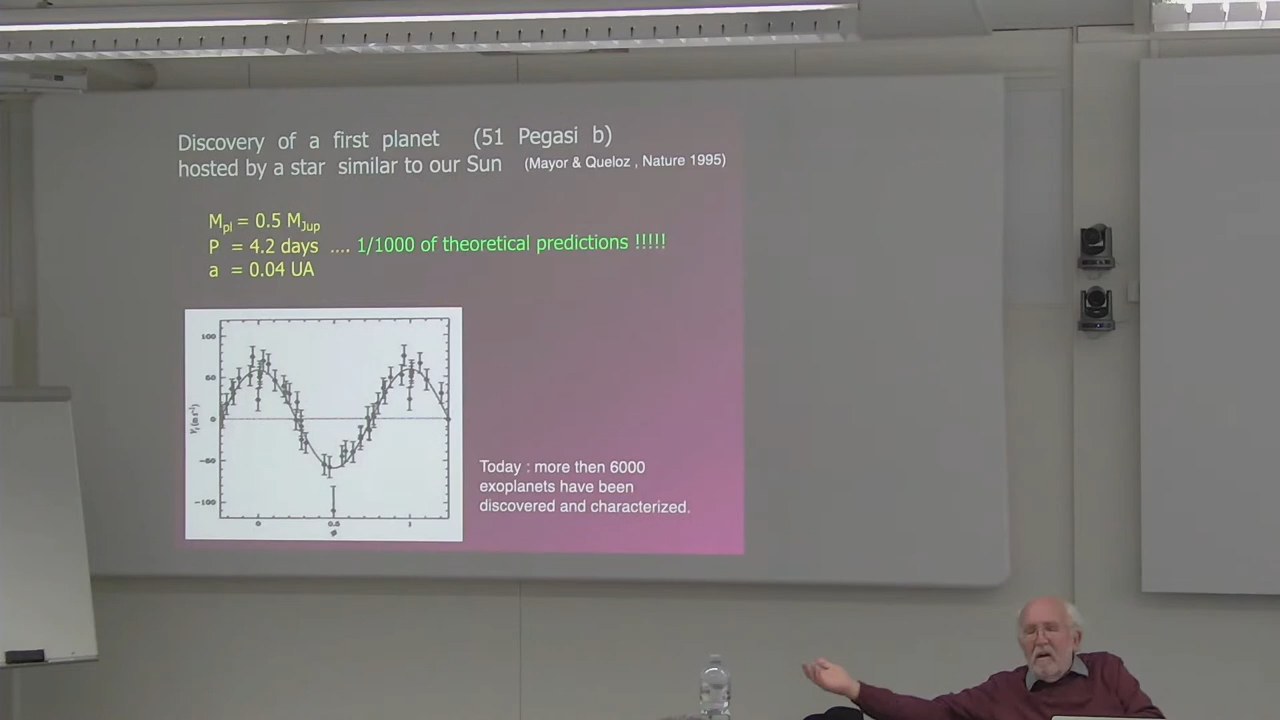 Discovery of a first planet (51 Pegasi b)
hosted by a star similar to our Sun (Mayor & Queloz , Nature 1995)
Mpl = 0.5 MJup
P = 4.2 days .... 1/1000 of theoretical predictions !!!!!
a = 0.04 UA
100
50
0
-50
-100
Vr (m s-1)
0 0.5 1
φ
Today : more then 6000
exoplanets have been
discovered and characterized.